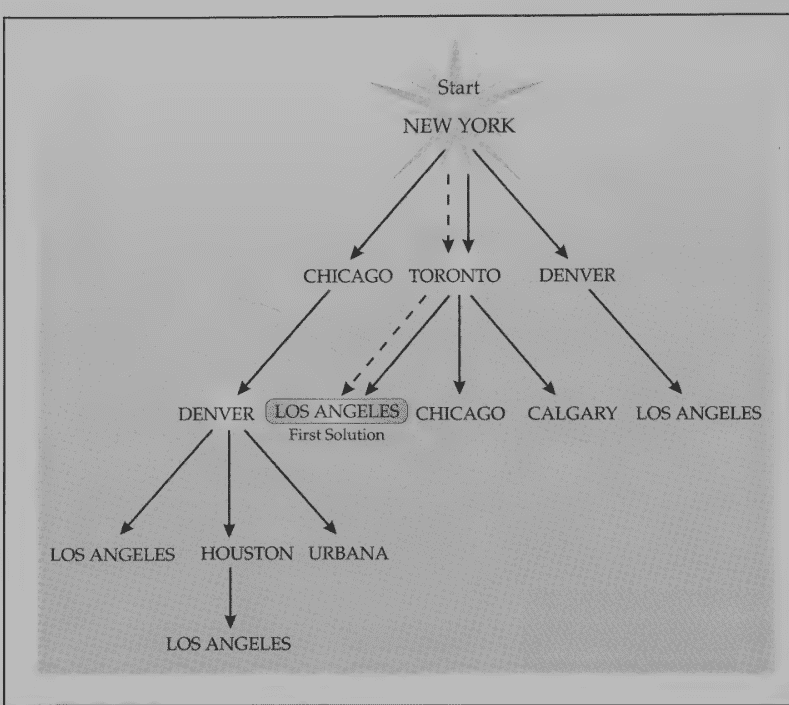 Start
NEW YORK
CHICAGO TORONTO DENVER
DENVER LOS ANGELES CHICAGO CALGARY LOS ANGELES
First Solution
LOS ANGELES HOUSTON URBANA
LOS ANGELES